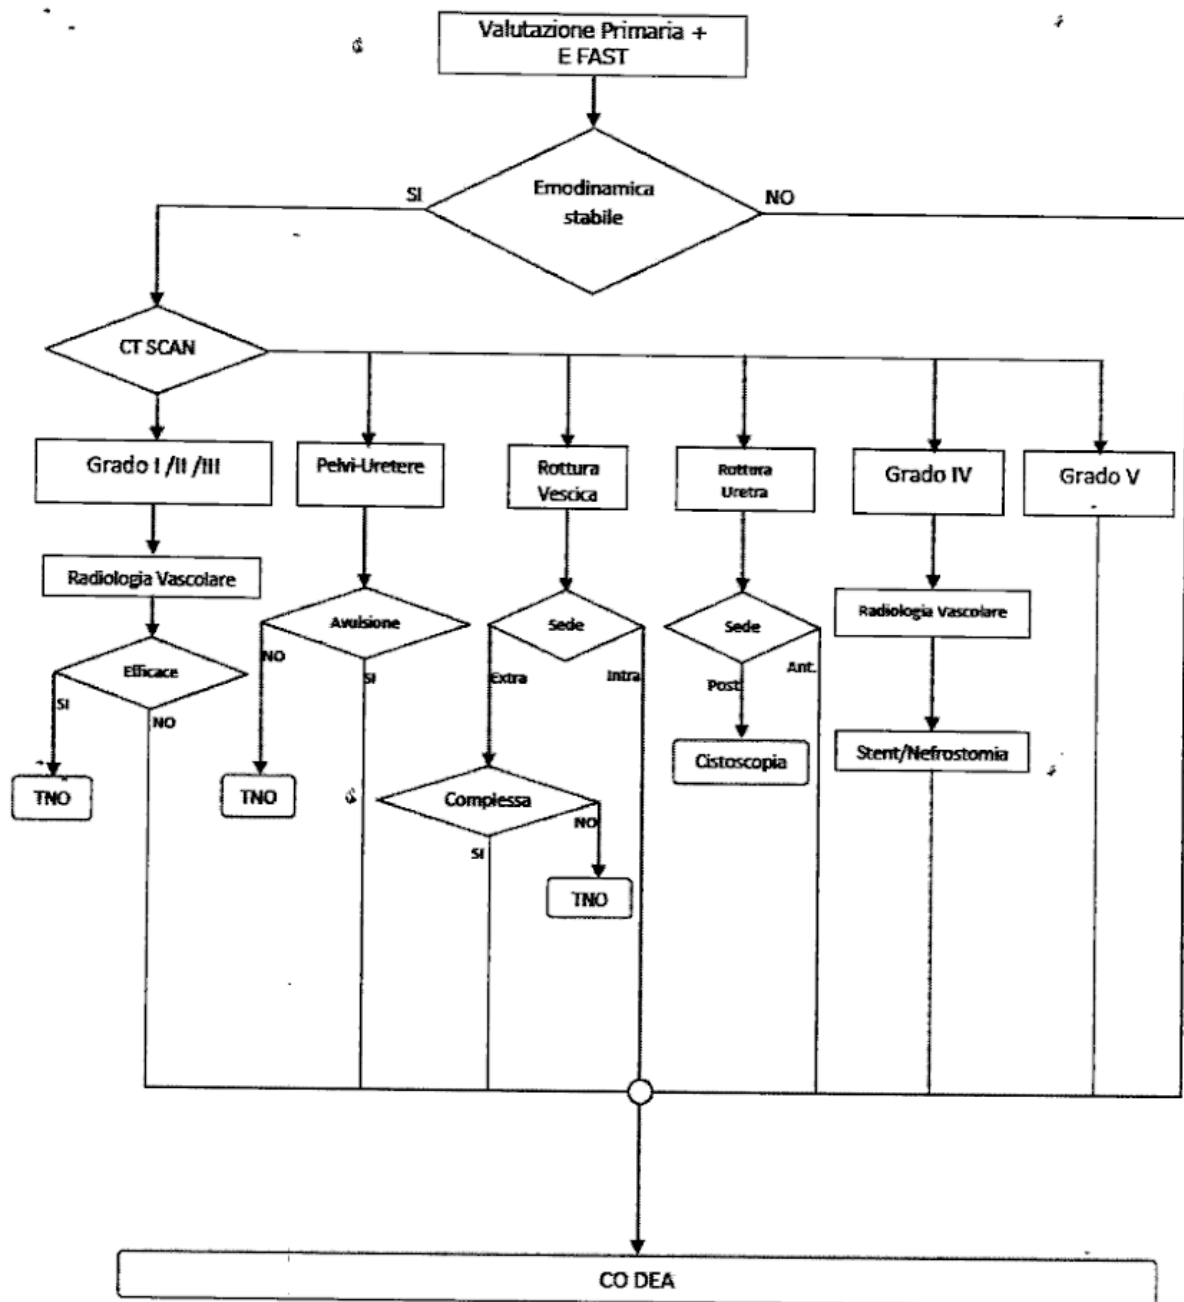 Valutazione Primaria +
E FAST
Emodinamica
stabile
SI
NO
CT SCAN
Grado I /II /III
Pelvi-Uretere
Rottura
Vescica
Rottura
Uretra
Grado IV
Grado V
Radiologia Vascolare
Avulsione
Sede
Sede
Radiologia Vascolare
Efficace
NO
SI
Extra
Intra
Post
Ant.
SI
NO
Stent/Nefrostomia
Cistoscopia
TNO
TNO
Complessa
NO
SI
TNO
CO DEA